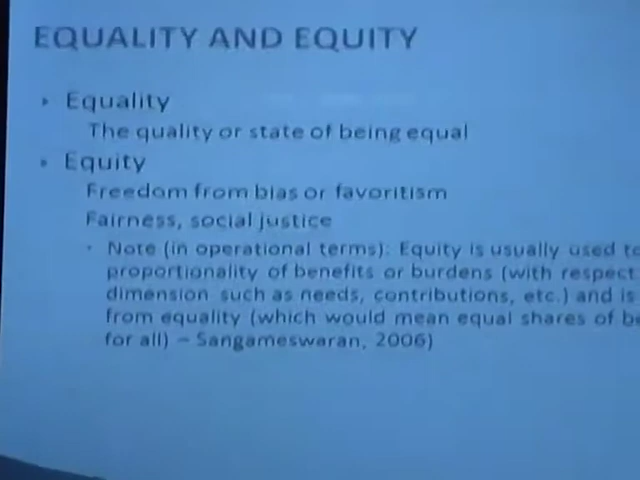 EQUALITY AND EQUITY
Equality
The quality or state of being equal
Equity
Freedom from bias or favoritism
Fairness, social justice
Note (in operational terms): Equity is usually used to
proportionality of benefits or burdens (with respect
dimension such as needs, contributions, etc.) and is
from equality (which would mean equal shares of
for all) – Sangameswaran, 2006)